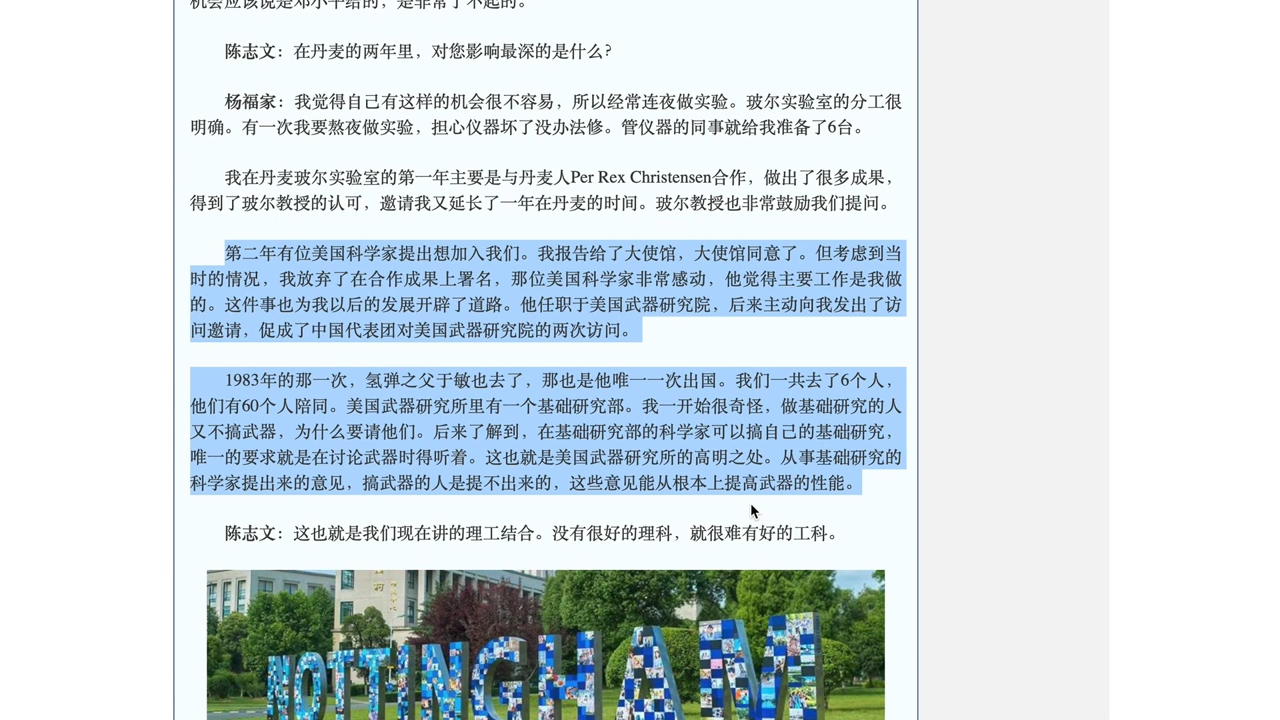 机会应该说是邓小平给的，是非常了不起的。
陈志文：在丹麦的两年里，对您影响最深的是什么?
杨福家：我觉得自己有这样的机会很不容易，所以经常连夜做实验。玻尔实验室的分工很
明确。有一次我要熬夜做实验，担心仪器坏了没办法修。管仪器的同事就给我准备了6台。
我在丹麦玻尔实验室的第一年主要是与丹麦人Per Rex Christensen合作，做出了很多成果，
得到了玻尔教授的认可，邀请我又延长了一年在丹麦的时间。玻尔教授也非常鼓励我们提问。
第二年有位美国科学家提出想加入我们。我报告给了大使馆，大使馆同意了。但考虑到当
时的情况，我放弃了在合作成果上署名，那位美国科学家非常感动，他觉得主要工作是我做
的。这件事也为我以后的发展开辟了道路。他任职于美国武器研究院，后来主动向我发出了访
问邀请，促成了中国代表团对美国武器研究院的两次访问。
1983年的那一次，氢弹之父于敏也去了，那也是他唯一一次出国。我们一共去了6个人，
他们有60个人陪同。美国武器研究所里有一个基础研究部。我一开始很奇怪，做基础研究的人
又不搞武器，为什么要请他们。后来了解到，在基础研究部的科学家可以搞自己的基础研究，
唯一的要求就是在讨论武器时得听着。这也就是美国武器研究所的高明之处。从事基础研究的
科学家提出来的意见，搞武器的人是提不出来的，这些意见能从根本上提高武器的性能。
陈志文：这也就是我们现在讲的理工结合。没有很好的理科，就很难有好的工科。
NOTTINGHAM